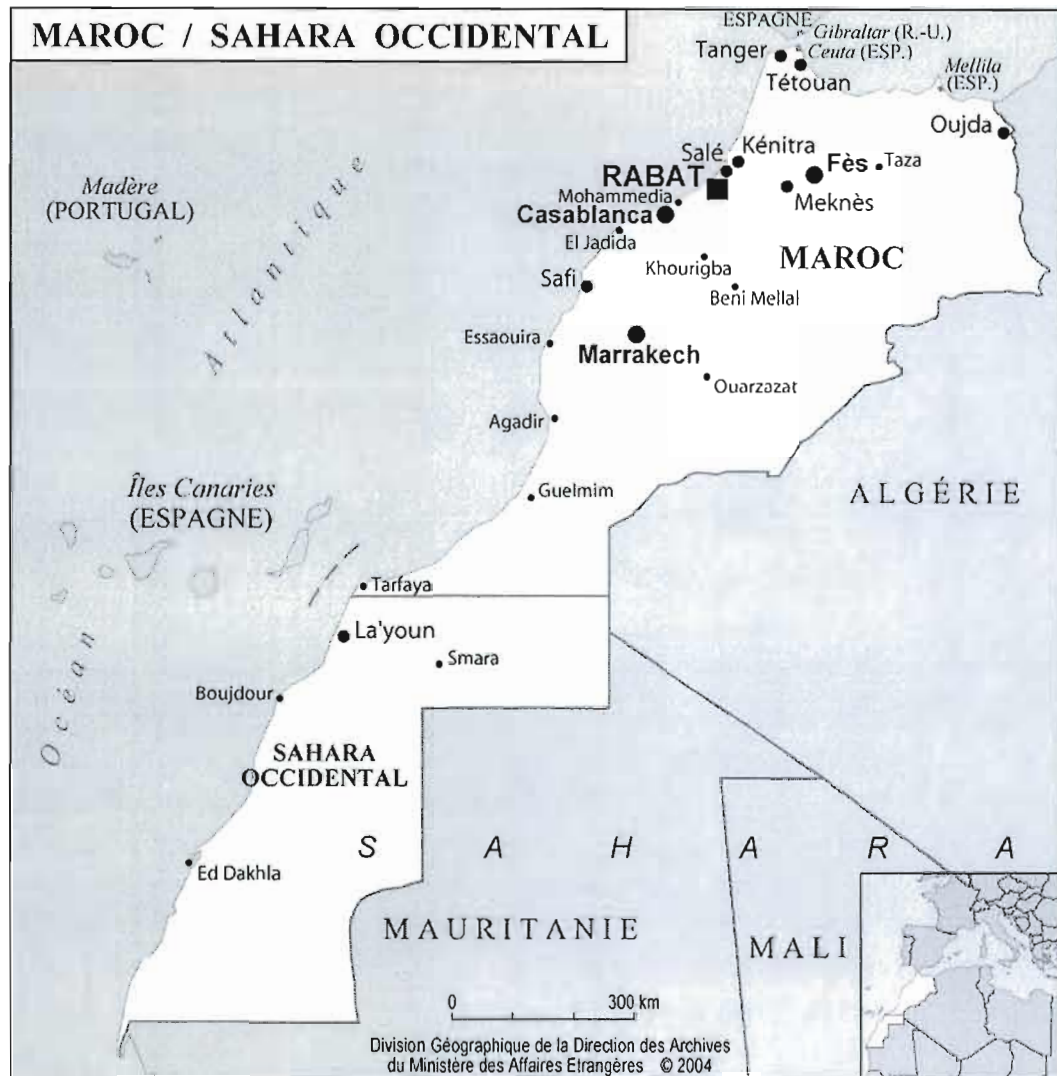 MAROC / SAHARA OCCIDENTAL
ESPAGNE
Gibraltar (R.-U.)
Ceuta (ESP.)
Tanger
Tétouan
Mellila
(ESP.)
Oujda
Kénitra
Salé
RABAT
Fès
Taza
Meknès
Mohammedia
Casablanca
El Jadida
Khourigba
MAROC
Safi
Beni Mellal
Essaouira
Marrakech
Ouarzazat
Agadir
Guelmim
Madère
(PORTUGAL)
Océan Atlantique
Îles Canaries
(ESPAGNE)
ALGÉRIE
Tarfaya
La'youn
Smara
Boujdour
SAHARA
OCCIDENTAL
SAHARA
Ed Dakhla
MAURITANIE
MALI
0 300 km
Division Géographique de la Direction des Archives
du Ministère des Affaires Etrangères © 2004